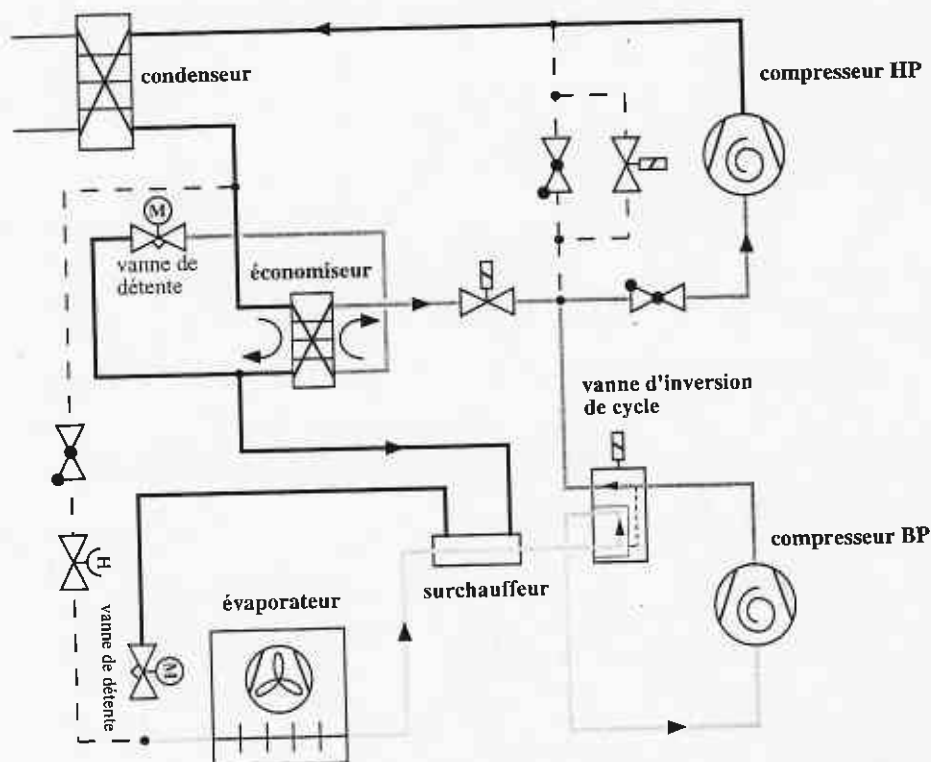 condenseur
compresseur HP
M
vanne de
détente
économiseur
vanne d'inversion
de cycle
compresseur BP
surchauffeur
évaporateur
H
vanne de détente
M